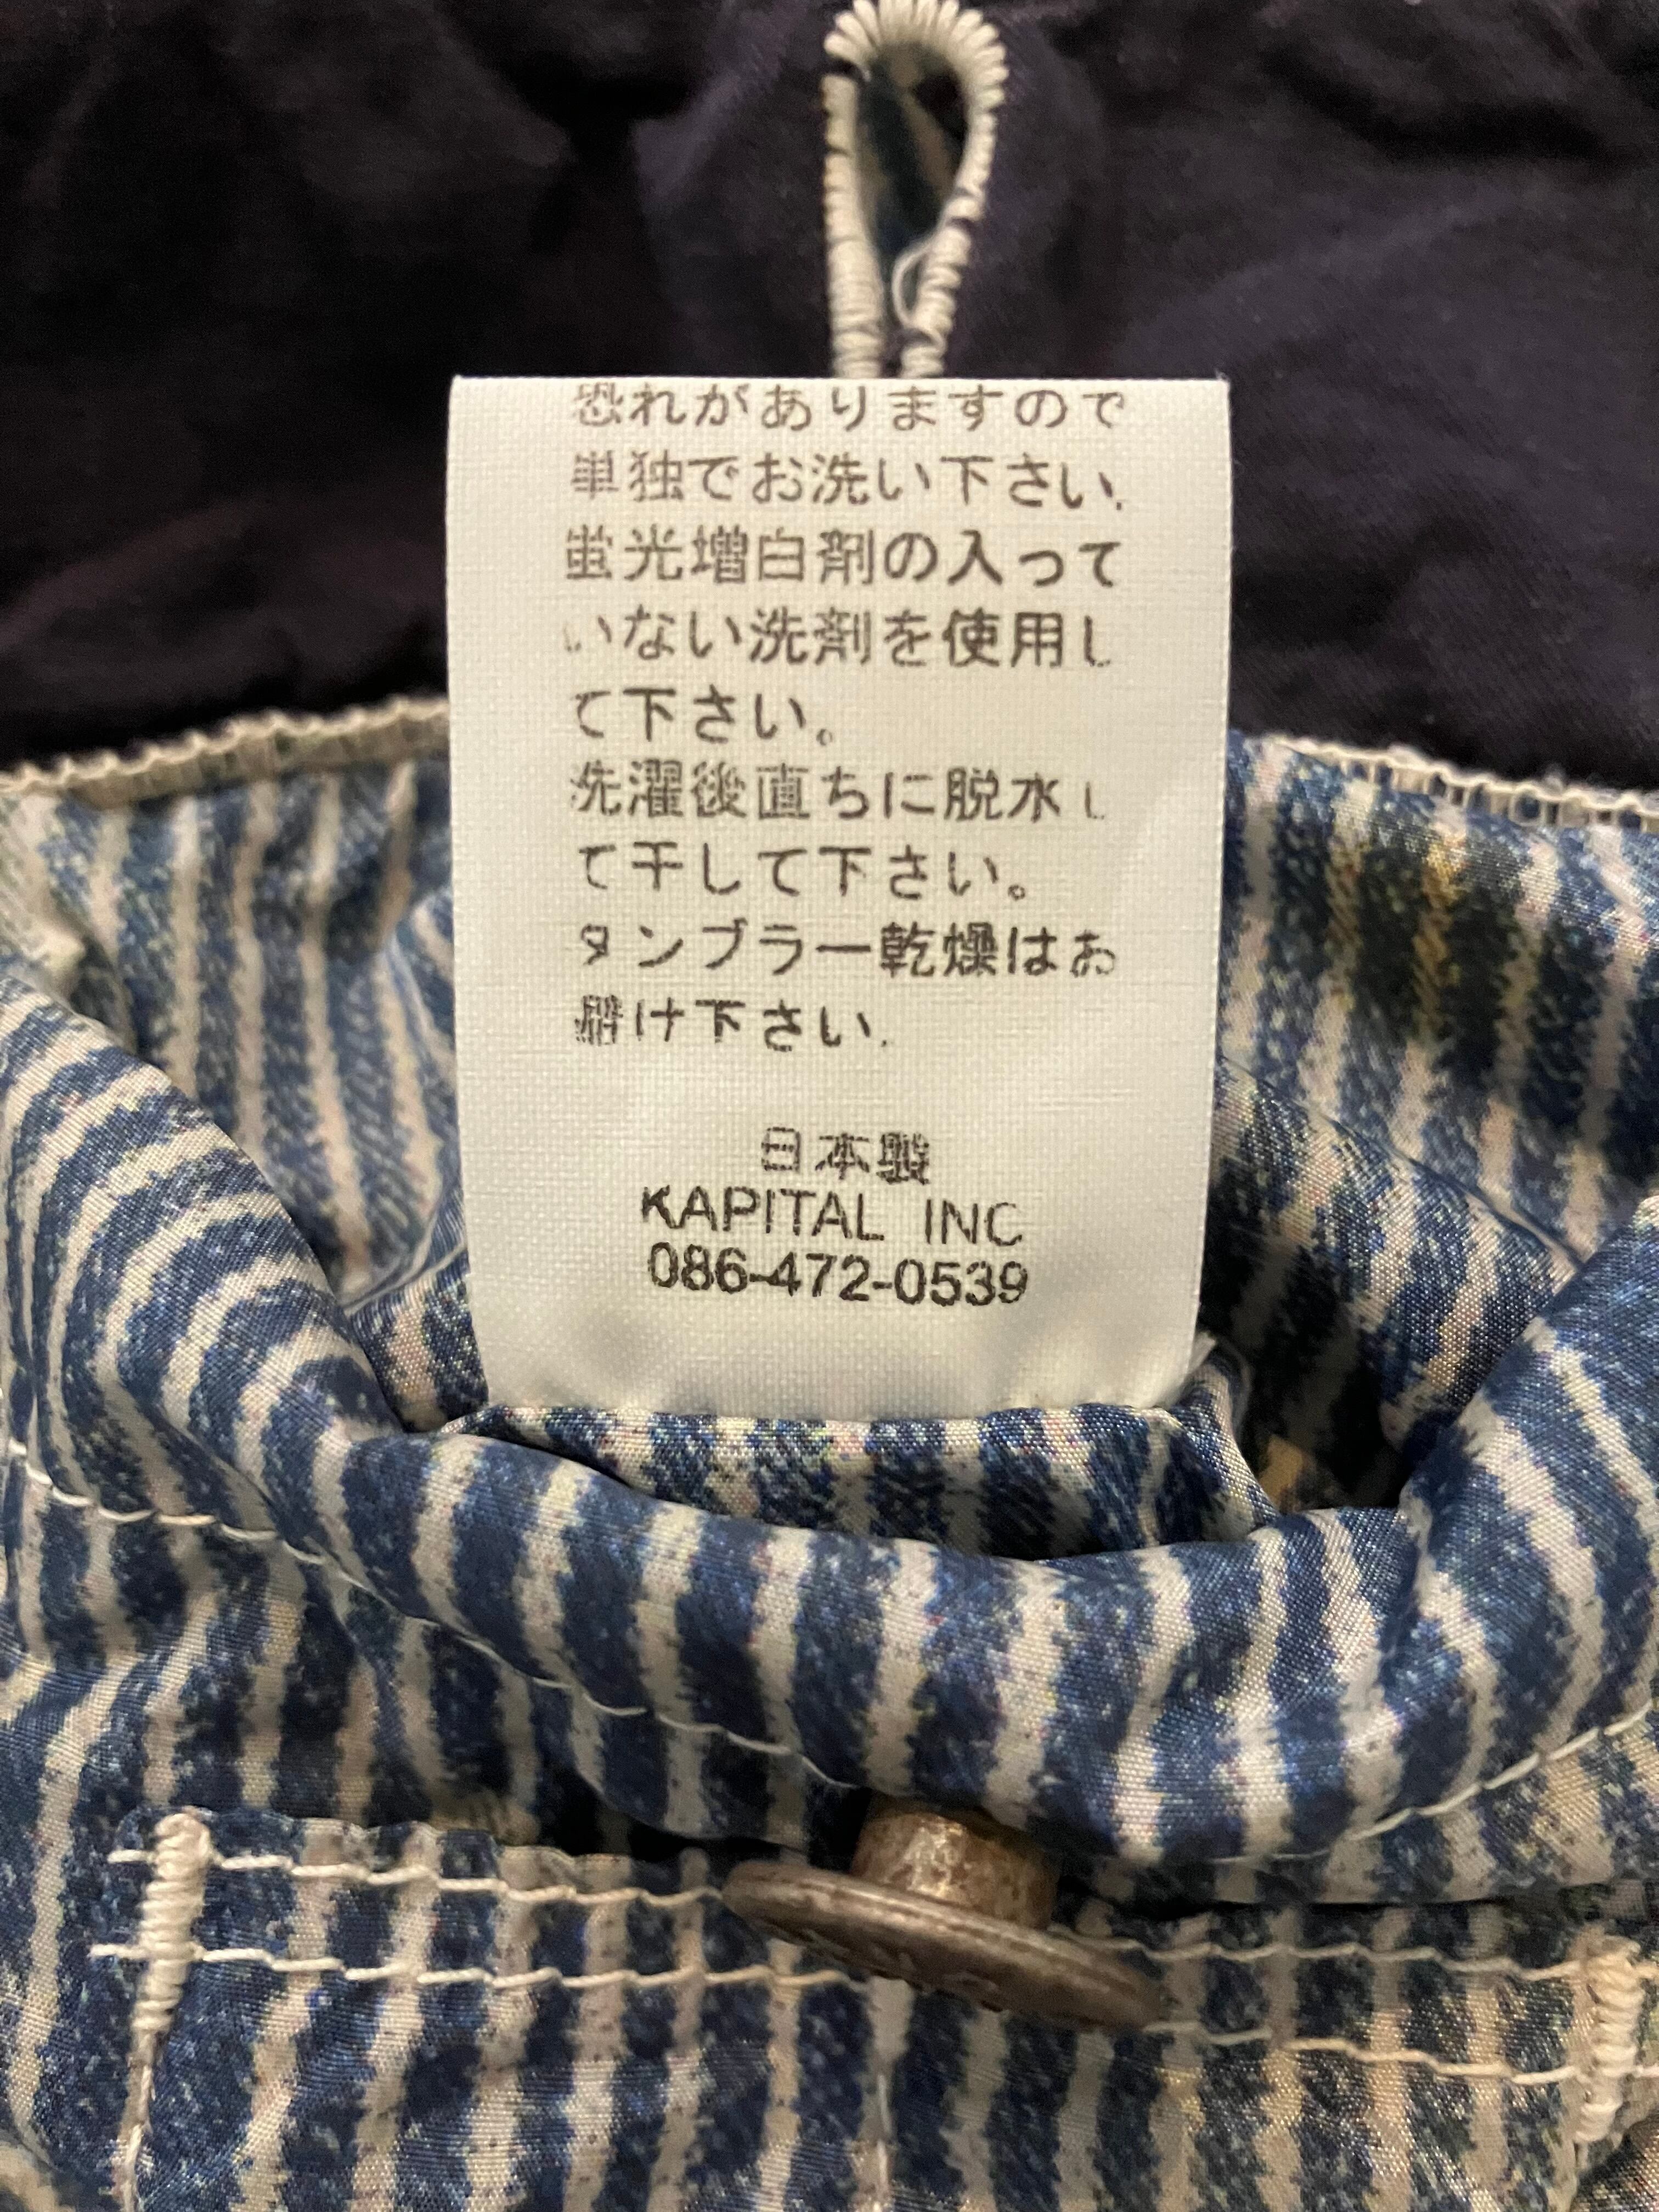 恐れがありますので
単独でお洗い下さい.
蛍光増白剤の入って
いない洗剤を使用し
て下さい。
洗濯後直ちに脱水し
て干して下さい。
タンブラー乾燥はお
避け下さい.
日本製
KAPITAL INC
086-472-0539